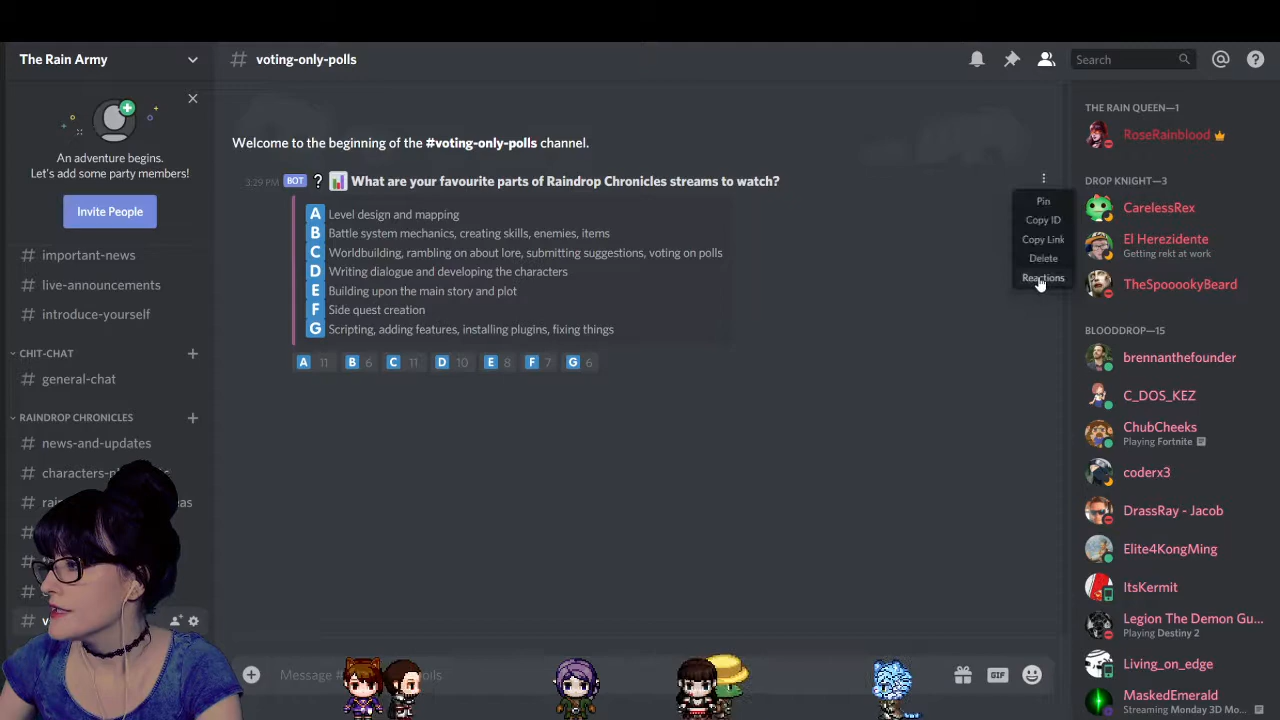 The Rain Army
# voting-only-polls
Search
An adventure begins.
Let's add some party members!
Invite People
# important-news
# live-announcements
# introduce-yourself
CHIT-CHAT
# general-chat
RAINDROP CHRONICLES
# news-and-updates
#
#
Welcome to the beginning of the #voting-only-polls channel.
3:29 PM BOT ? What are your favourite parts of Raindrop Chronicles streams to watch?
A Level design and mapping
B Battle system mechanics, creating skills, enemies, items
C Worldbuilding, rambling on about lore, submitting suggestions, voting on polls
D Writing dialogue and developing the characters
E Building upon the main story and plot
F Side quest creation
G Scripting, adding features, installing plugins, fixing things
A 11 B 6 C 11 D 10 E 8 F 7 G 6
Pin
Copy ID
Copy Link
Delete
Reactions
Message # polls
GIF
THE RAIN QUEEN—1
RoseRainblood
DROP KNIGHT—3
CarelessRex
El Herezidente
Getting rekt at work
TheSpooookyBeard
BLOODDROP—15
brennanthefounder
C_DOS_KEZ
ChubCheeks
Playing Fortnite
coderx3
DrassRay - Jacob
Elite4KongMing
ItsKermit
Legion The Demon Gu...
Playing Destiny 2
Living_on_edge
MaskedEmerald
Streaming Monday 3D Mo...